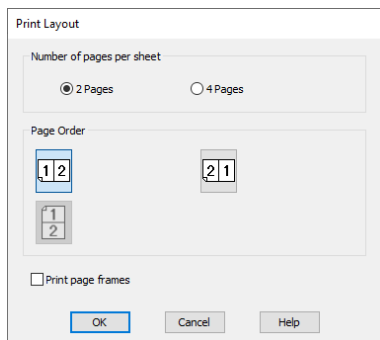 Print Layout
Number of pages per sheet
2 Pages
4 Pages
Page Order
1 2
2 1
1
2
Print page frames
OK
Cancel
Help